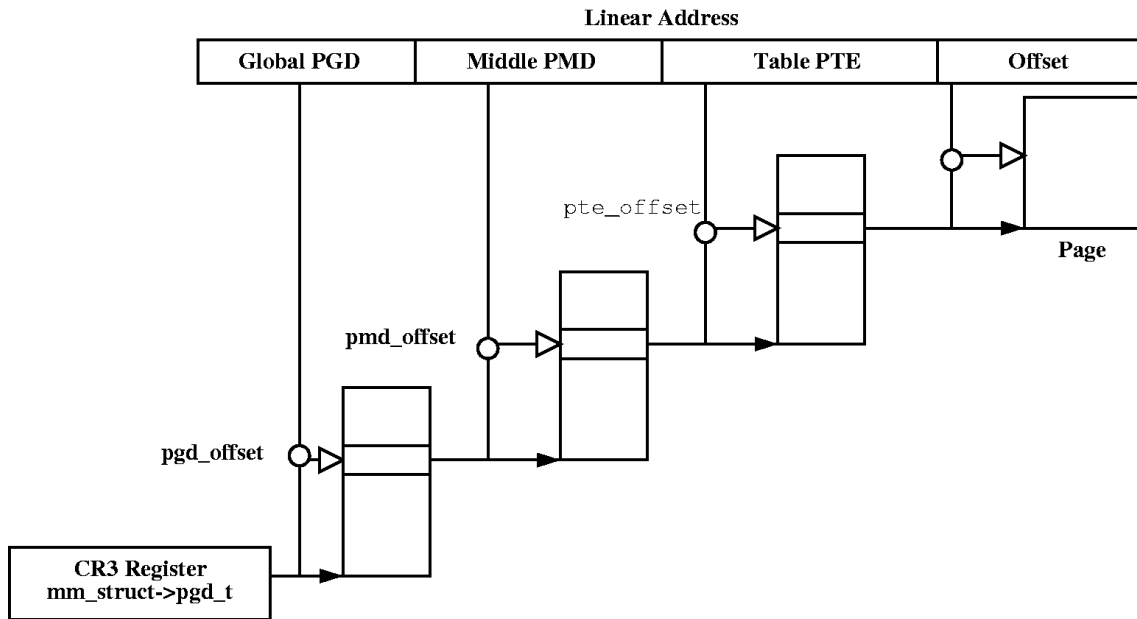 Linear Address
Global PGD
Middle PMD
Table PTE
Offset
pte_offset
Page
pmd_offset
pgd_offset
CR3 Register
mm_struct->pgd_t